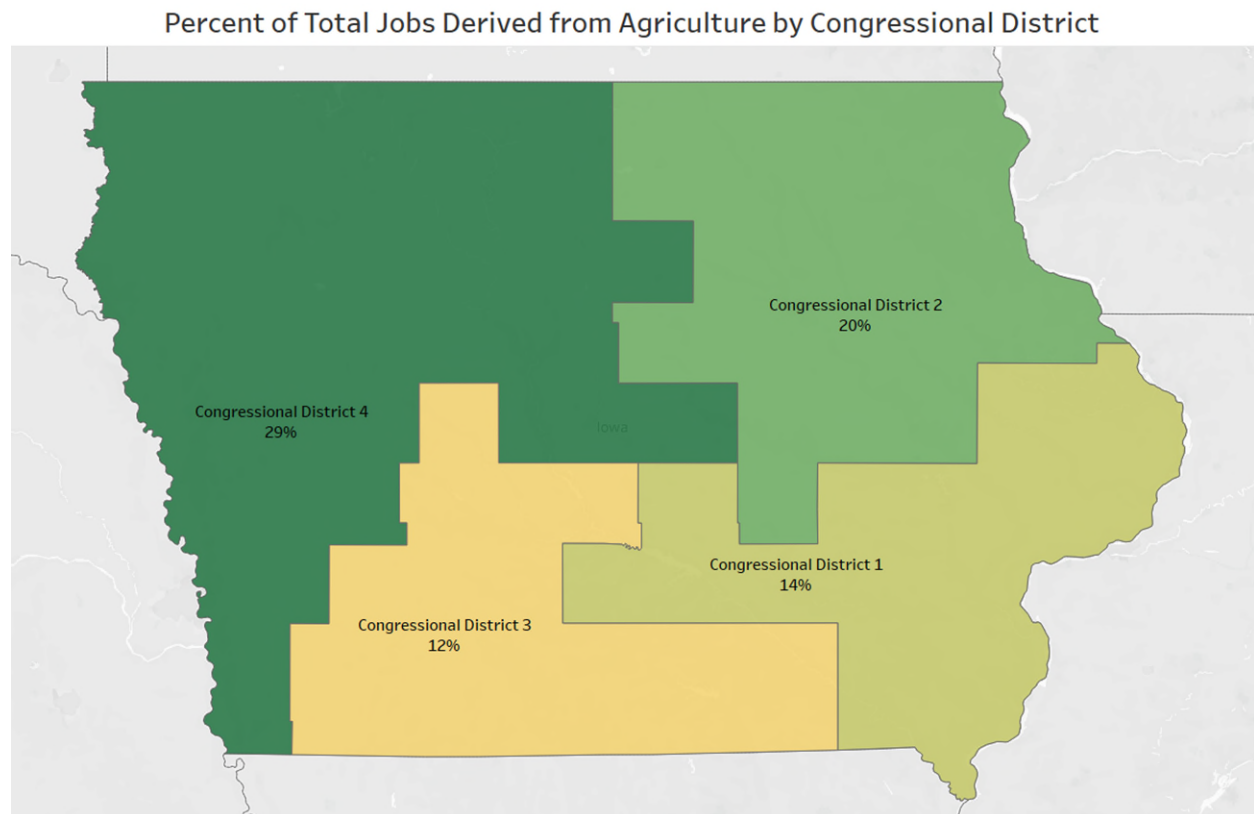 Percent of Total Jobs Derived from Agriculture by Congressional District
Congressional District 2
20%
Congressional District 4
29%
Iowa
Congressional District 1
14%
Congressional District 3
12%